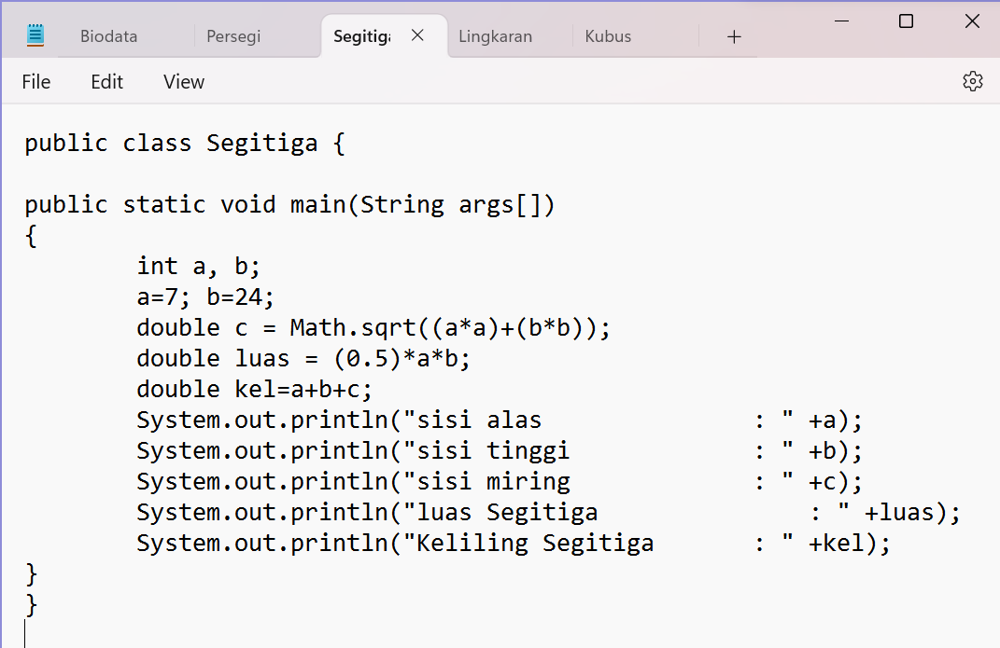 Biodata Persegi Segitiga Lingkaran Kubus
File Edit View
public class Segitiga {
public static void main(String args[])
{
        int a, b;
        a=7; b=24;
        double c = Math.sqrt((a*a)+(b*b));
        double luas = (0.5)*a*b;
        double kel=a+b+c;
        System.out.println("sisi alas               : " +a);
        System.out.println("sisi tinggi             : " +b);
        System.out.println("sisi miring             : " +c);
        System.out.println("luas Segitiga               : " +luas);
        System.out.println("Keliling Segitiga       : " +kel);
}
}